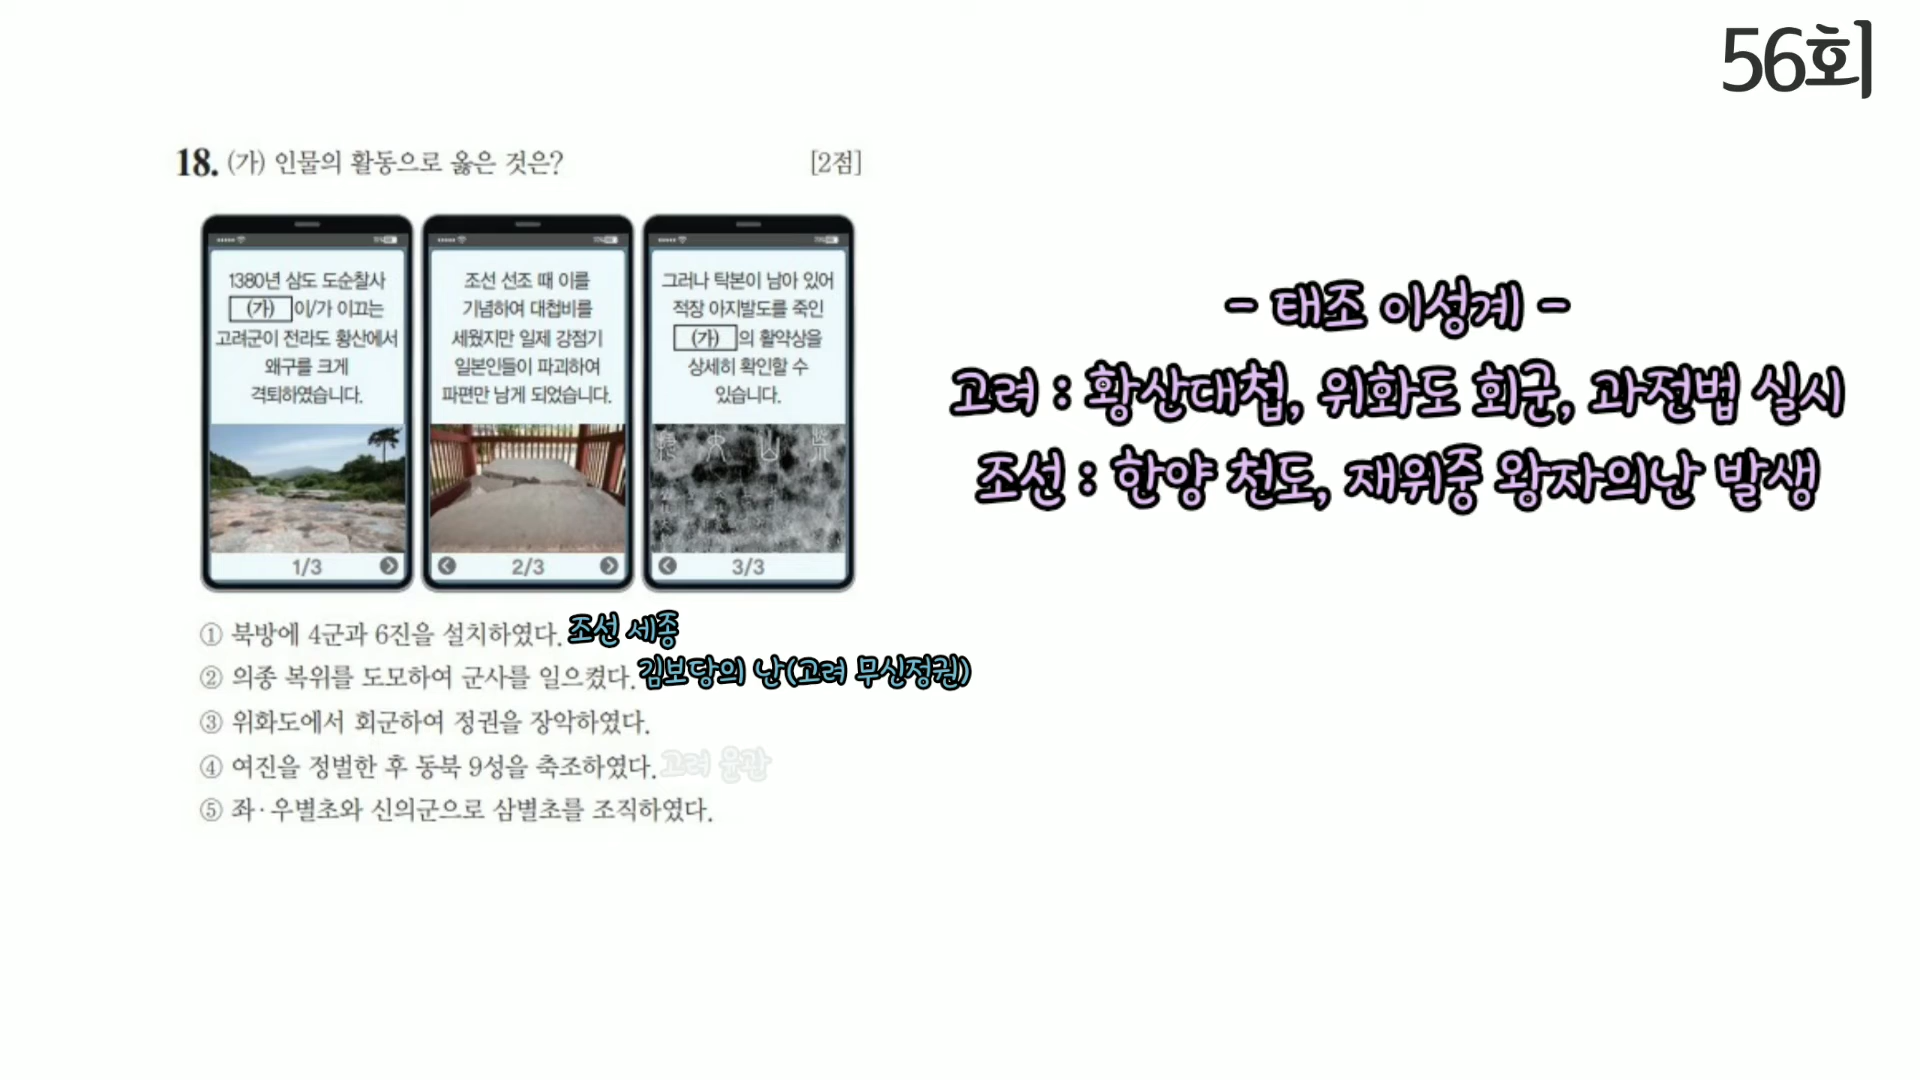 56회
18. (가) 인물의 활동으로 옳은 것은? [2점]
1380년 삼도 도순찰사
(가) 이/가 이끄는
고려군이 전라도 황산에서
왜구를 크게
격퇴하였습니다.
1/3
조선 선조 때 이를
기념하여 대첩비를
세웠지만 일제 강점기
일본인들이 파괴하여
파편만 남게 되었습니다.
2/3
그러나 탁본이 남아 있어
적장 아지발도를 죽인
(가) 의 활약상을
상세히 확인할 수
있습니다.
3/3
① 북방에 4군과 6진을 설치하였다. 조선 세종
② 의종 복위를 도모하여 군사를 일으켰다. 김보당의 난(고려 무신정권)
③ 위화도에서 회군하여 정권을 장악하였다.
④ 여진을 정벌한 후 동북 9성을 축조하였다. 고려 윤관
⑤ 좌·우별초와 신의군으로 삼별초를 조직하였다.
- 태조 이성계 -
고려 : 황산대첩, 위화도 회군, 과전법 실시
조선 : 한양 천도, 재위중 왕자의난 발생